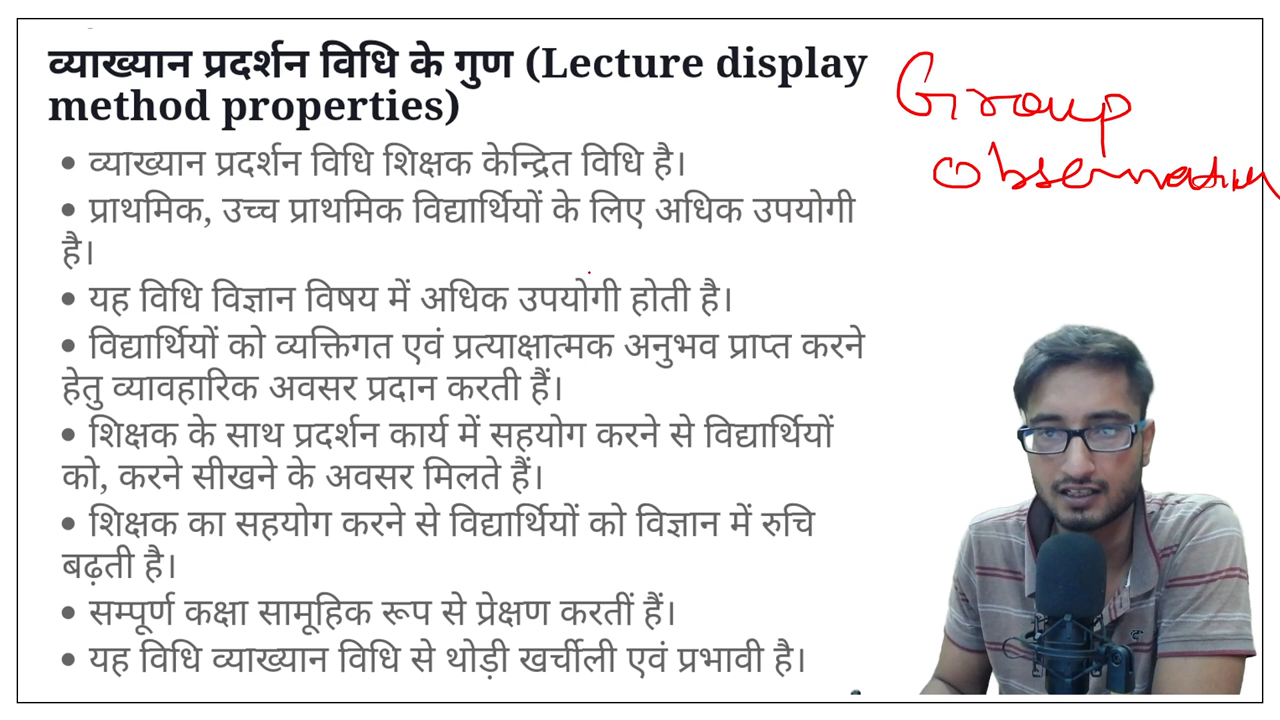 व्याख्यान प्रदर्शन विधि के गुण (Lecture display
method properties)
• व्याख्यान प्रदर्शन विधि शिक्षक केन्द्रित विधि है।
• प्राथमिक, उच्च प्राथमिक विद्यार्थियों के लिए अधिक उपयोगी
है।
• यह विधि विज्ञान विषय में अधिक उपयोगी होती है।
• विद्यार्थियों को व्यक्तिगत एवं प्रत्याक्षात्मक अनुभव प्राप्त करने
हेतु व्यावहारिक अवसर प्रदान करती हैं।
• शिक्षक के साथ प्रदर्शन कार्य में सहयोग करने से विद्यार्थियों
को, करने सीखने के अवसर मिलते हैं।
• शिक्षक का सहयोग करने से विद्यार्थियों को विज्ञान में रुचि
बढ़ती है।
• सम्पूर्ण कक्षा सामूहिक रूप से प्रेक्षण करतीं हैं।
• यह विधि व्याख्यान विधि से थोड़ी खर्चीली एवं प्रभावी है।
Group
observation